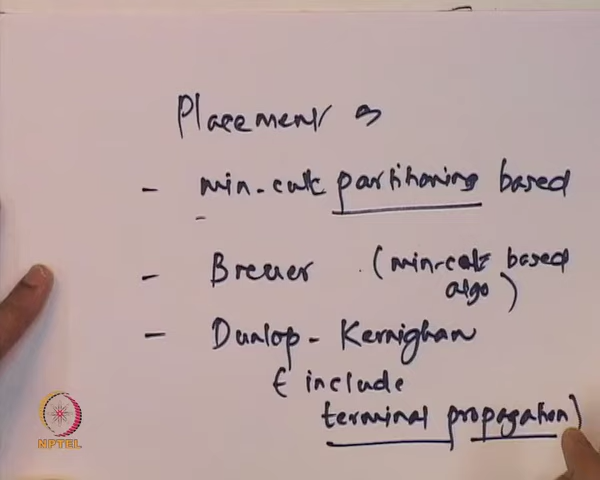 Placement
- min-cut partitioning based
- Breuer (min-cut based
algo)
- Dunlop - Kernighan
( include
terminal propagation)
NPTEL